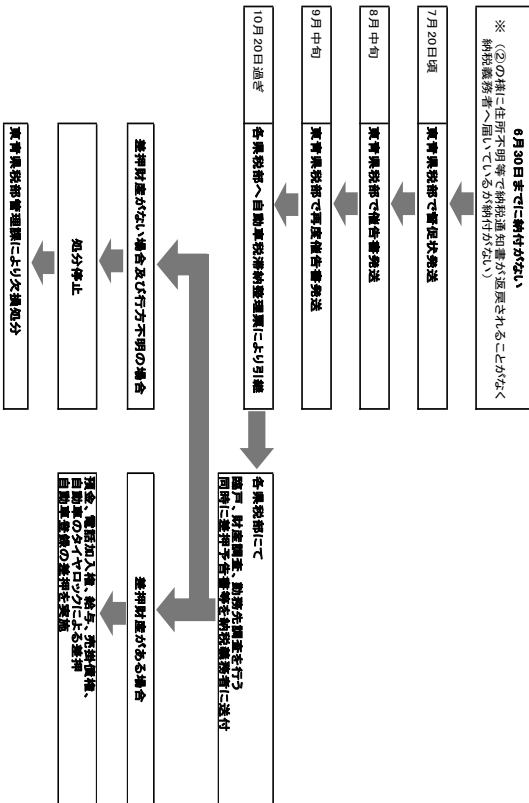 6月30日までに納付がない
※ （（②の様に住所不明等で納税通知書が返戻されることがなく
納税義務者へ届いているが納付がない）
7月20日頃 東青県税部で督促状発送
8月中旬 東青県税部で催告書発送
9月中旬 東青県税部で再度催告書発送
10月20日過ぎ 各県税部へ自動車税滞納整理票により引継
各県税部にて
臨戸、財産調査、勤務先調査を行う
同時に差押予告書等を納税義務者に送付
差押財産がない場合及び行方不明の場合
処分停止
東青県税部管理課により欠損処分
差押財産がある場合
預金、電話加入権、給与、売掛債権、
自動車のタイヤロックによる差押
自動車登録の差押を実施